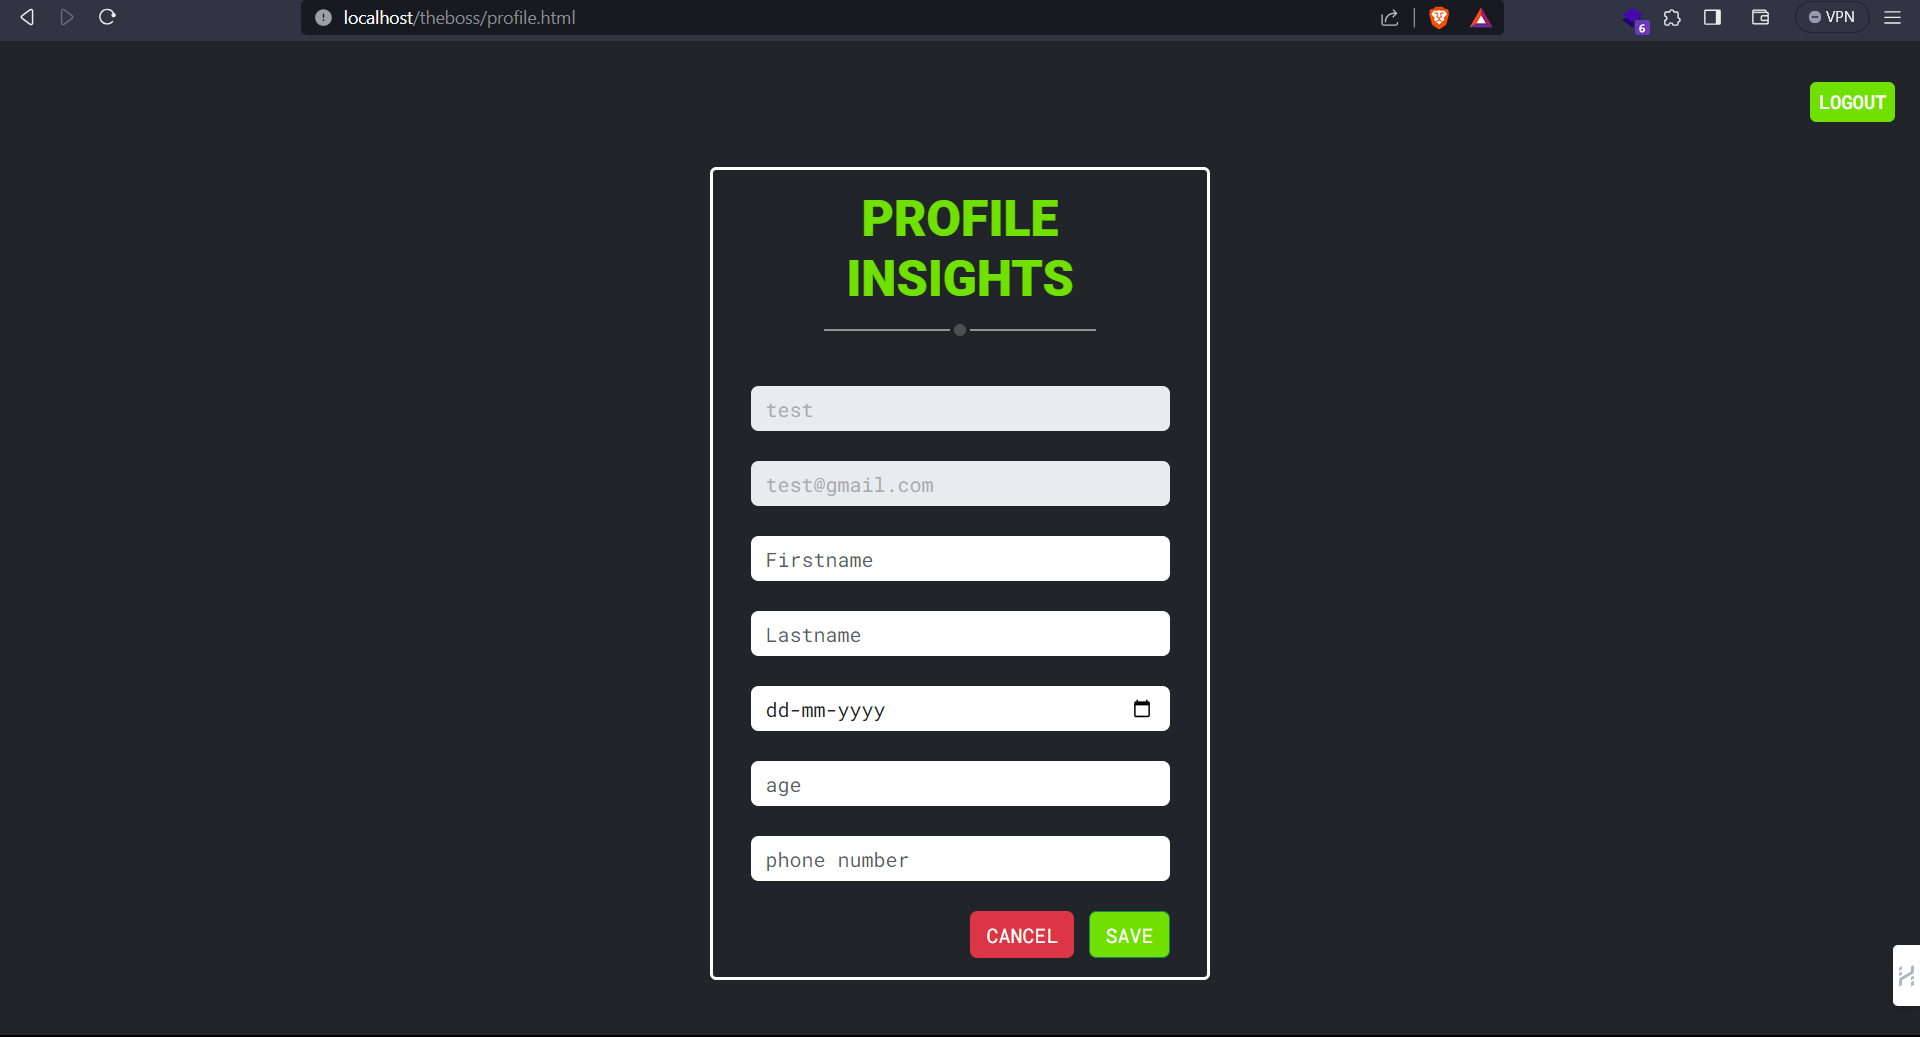 localhost/theboss/profile.html
6
VPN
LOGOUT
PROFILE
INSIGHTS
test
test@gmail.com
Firstname
Lastname
dd-mm-yyyy
age
phone number
CANCEL SAVE